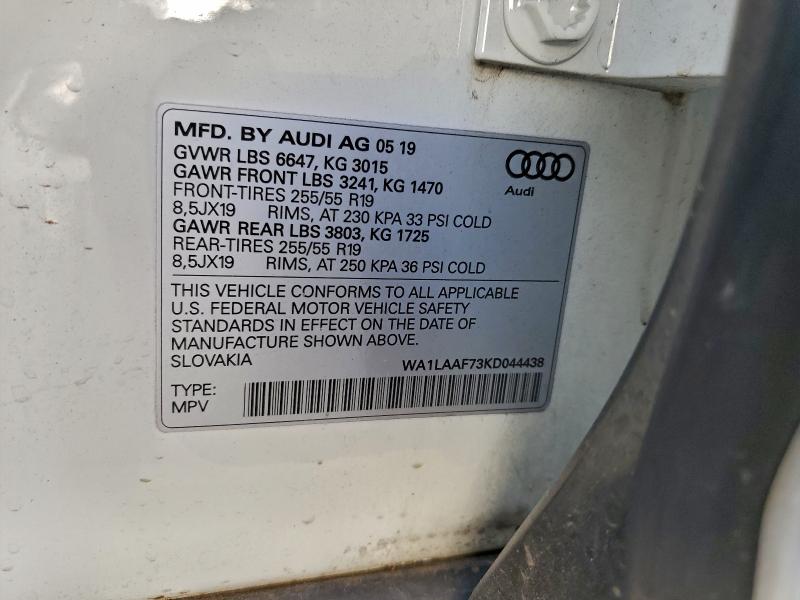 MFD. BY AUDI AG 05 19
GVWR LBS 6647, KG 3015
GAWR FRONT LBS 3241, KG 1470
FRONT-TIRES 255/55 R19
8,5JX19 RIMS, AT 230 KPA 33 PSI COLD
GAWR REAR LBS 3803, KG 1725
REAR-TIRES 255/55 R19
8,5JX19 RIMS, AT 250 KPA 36 PSI COLD
Audi
THIS VEHICLE CONFORMS TO ALL APPLICABLE
U.S. FEDERAL MOTOR VEHICLE SAFETY
STANDARDS IN EFFECT ON THE DATE OF
MANUFACTURE SHOWN ABOVE.
SLOVAKIA WA1LAAF73KD044438
TYPE:
MPV